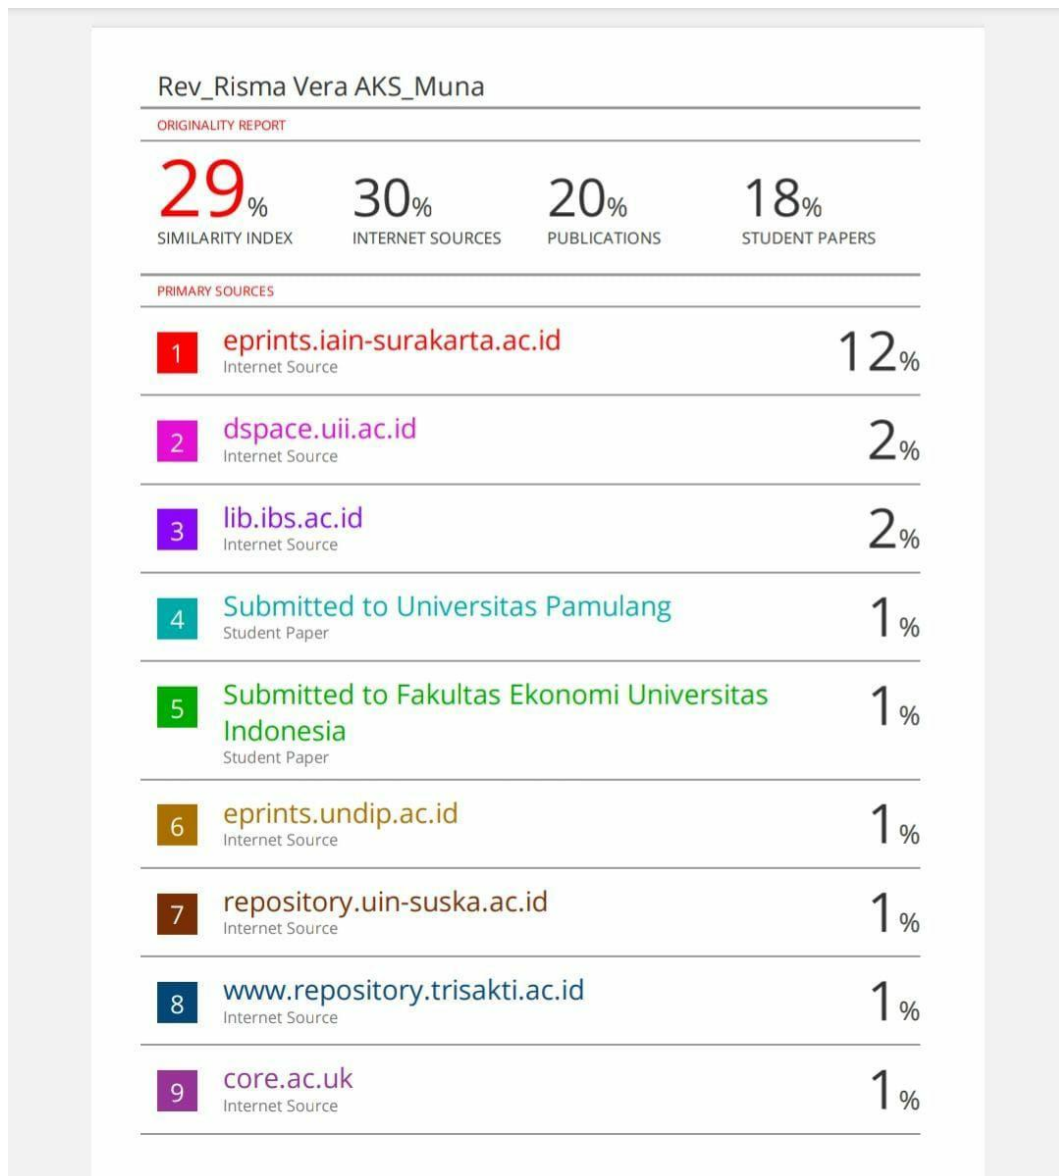 Rev_Risma Vera AKS_Muna
ORIGINALITY REPORT
29%
SIMILARITY INDEX
30%
INTERNET SOURCES
20%
PUBLICATIONS
18%
STUDENT PAPERS
PRIMARY SOURCES
1
eprints.iain-surakarta.ac.id
Internet Source
12%
2
dspace.uii.ac.id
Internet Source
2%
3
lib.ibs.ac.id
Internet Source
2%
4
Submitted to Universitas Pamulang
Student Paper
1%
5
Submitted to Fakultas Ekonomi Universitas
Indonesia
Student Paper
1%
6
eprints.undip.ac.id
Internet Source
1%
7
repository.uin-suska.ac.id
Internet Source
1%
8
www.repository.trisakti.ac.id
Internet Source
1%
9
core.ac.uk
Internet Source
1%